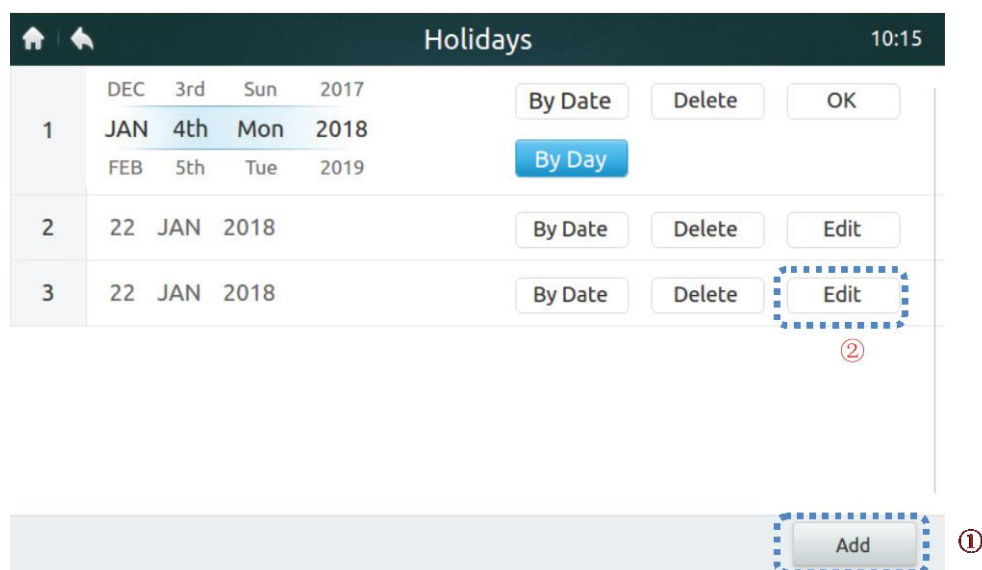 Holidays 10:15
DEC 3rd Sun 2017
By Date Delete OK
1 JAN 4th Mon 2018
By Day
FEB 5th Tue 2019
2 22 JAN 2018 By Date Delete Edit
3 22 JAN 2018 By Date Delete Edit
②
Add ①